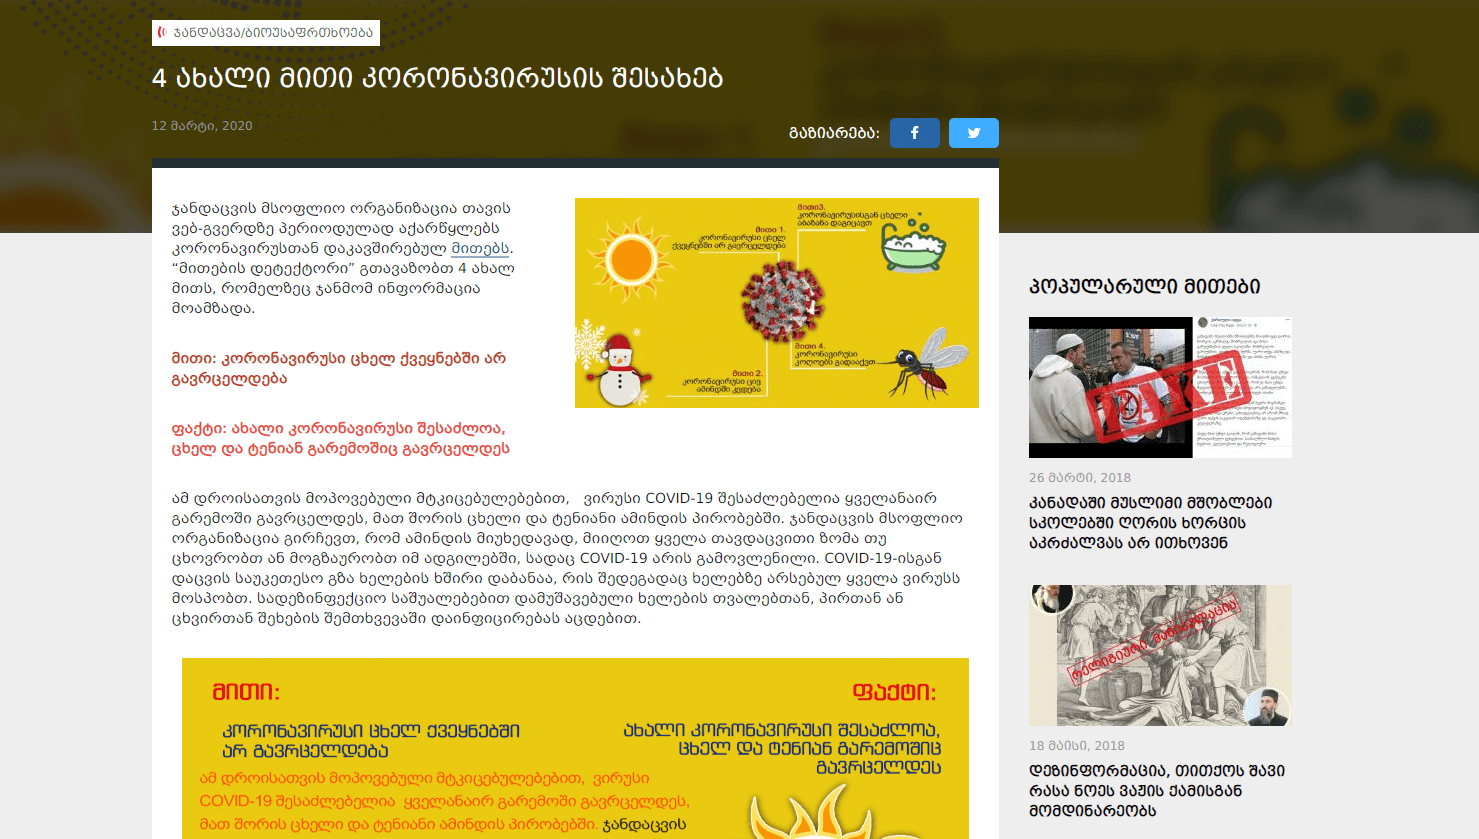 ჯანდაცვა/ბიოუსაფრთხოება
4 ახალი მითი კორონავირუსის შესახებ
12 მარტი, 2020
გაზიარება:
ჯანდაცვის მსოფლიო ორგანიზაცია თავის
ვებ-გვერდზე პერიოდულად აქარწყლებს
კორონავირუსთან დაკავშირებულ მითებს.
“მითების დეტექტორი” გთავაზობთ 4 ახალ
მითს, რომელზეც ჯანმომ ინფორმაცია
მოამზადა.
მითი: კორონავირუსი ცხელ ქვეყნებში არ
გავრცელდება
ფაქტი: ახალი კორონავირუსი შესაძლოა,
ცხელ და ტენიან გარემოშიც გავრცელდეს
მითი3.
კორონავირუსისგან ცხელი
აბაზანა დაგიცავთ
მითი 1.
კორონავირუსი ცხელ
ქვეყნებში არ გავრცელდება
მითი 4.
კორონავირუსი
კოღოებს გადააქვთ
მითი 2.
კორონავირუსი ცივ
ამინდში კვდება
ამ დროისათვის მოპოვებული მტკიცებულებებით, ვირუსი COVID-19 შესაძლებელია ყველანაირ
გარემოში გავრცელდეს, მათ შორის ცხელი და ტენიანი ამინდის პირობებში. ჯანდაცვის მსოფლიო
ორგანიზაცია გირჩევთ, რომ ამინდის მიუხედავად, მიიღოთ ყველა თავდაცვითი ზომა თუ
ცხოვრობთ ან მოგზაურობთ იმ ადგილებში, სადაც COVID-19 არის გამოვლენილი. COVID-19-ისგან
დაცვის საუკეთესო გზა ხელების ხშირი დაბანაა, რის შედეგადაც ხელებზე არსებულ ყველა ვირუსს
მოსპობთ. სადეზინფექციო საშუალებებით დამუშავებული ხელების თვალებთან, პირთან ან
ცხვირთან შეხების შემთხვევაში დაინფიცირებას აცდებით.
მითი:
კორონავირუსი ცხელ ქვეყნებში
არ გავრცელდება
ფაქტი:
ახალი კორონავირუსი შესაძლოა,
ცხელ და ტენიან გარემოშიც
გავრცელდეს
ამ დროისათვის მოპოვებული მტკიცებულებებით, ვირუსი
COVID-19 შესაძლებელია ყველანაირ გარემოში გავრცელდეს,
მათ შორის ცხელი და ტენიანი ამინდის პირობებში. ჯანდაცვის
პოპულარული მითები
FAKE
26 მარტი, 2018
კანადაში მუსლიმი მშობლები
სკოლებში ღორის ხორცის
აკრძალვას არ ითხოვენ
რელიგიური მანიპულაცია
18 მაისი, 2018
დეზინფორმაცია, თითქოს შავი
რასა ნოეს ვაჟის ქამისგან
მომდინარეობს